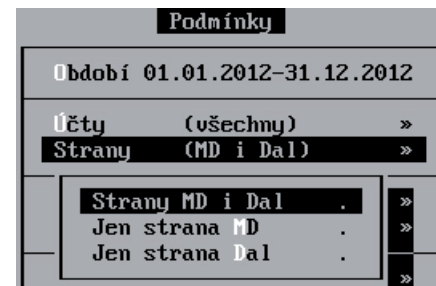 Podmínky
Období 01.01.2012-31.12.2012
Účty (všechny) »
Strany (MD i Dal) »
Strany MD i Dal . »
Jen strana MD . »
Jen strana Dal .
»